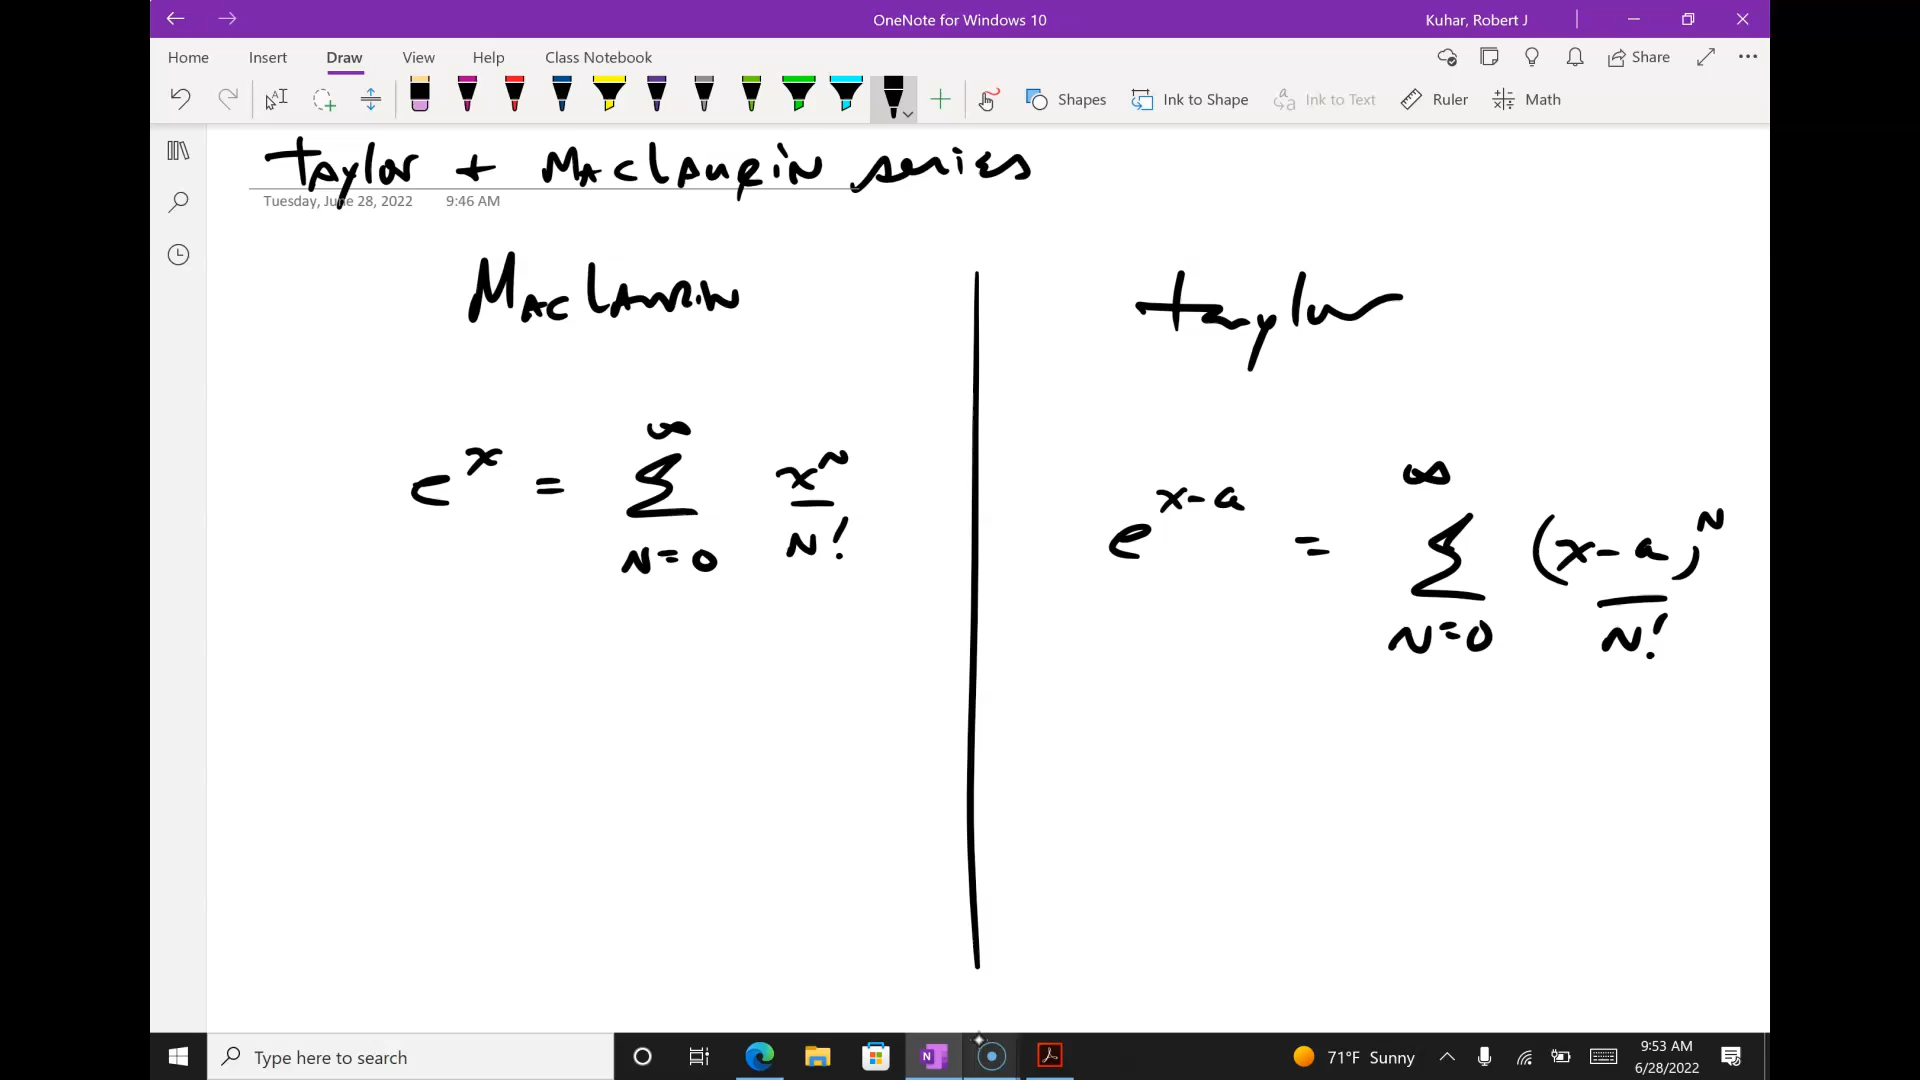 OneNote for Windows 10
Kuhar, Robert J
Home Insert Draw View Help Class Notebook
Share
Shapes Ink to Shape Ink to Text Ruler Math
Taylor + MacLaurin series
Tuesday, June 28, 2022 9:46 AM
MacLaurin
e^x = ∞ Σ N=0 x^N / N!
taylor
e^(x-a) = ∞ Σ N=0 (x-a)^N / N!
Type here to search
71°F Sunny
9:53 AM
6/28/2022